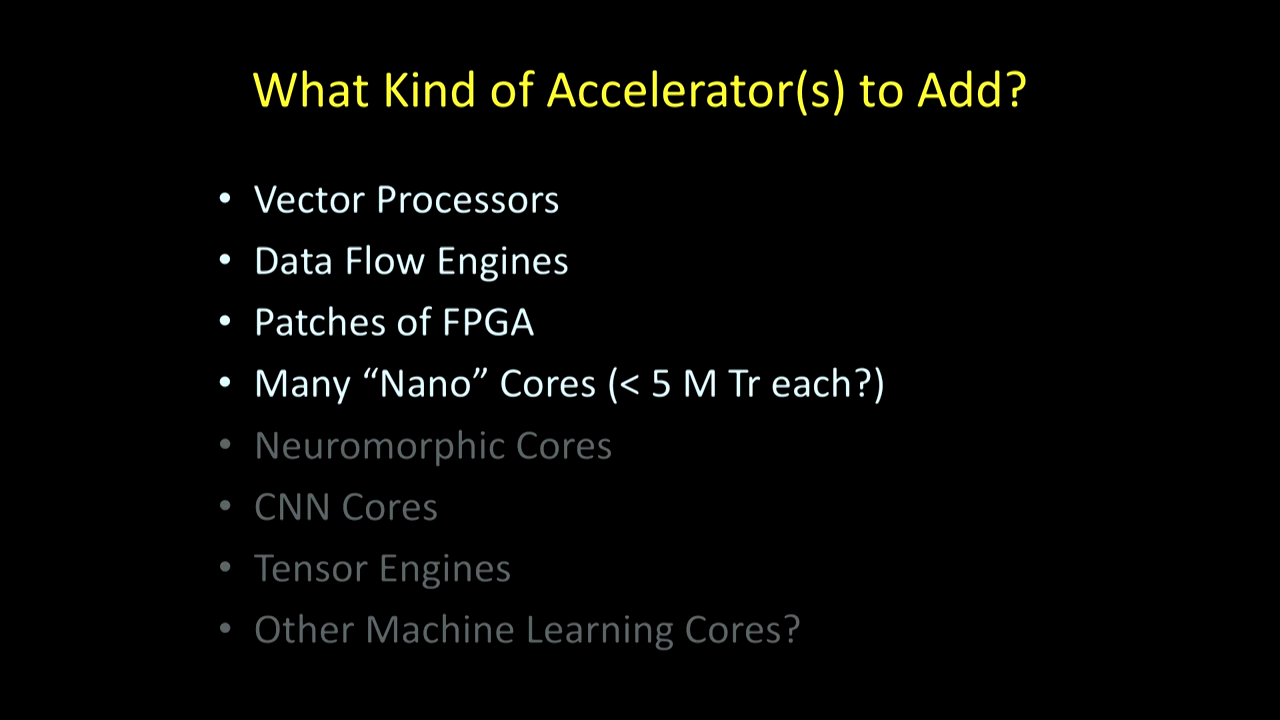 What Kind of Accelerator(s) to Add?
• Vector Processors
• Data Flow Engines
• Patches of FPGA
• Many “Nano” Cores (< 5 M Tr each?)
• Neuromorphic Cores
• CNN Cores
• Tensor Engines
• Other Machine Learning Cores?